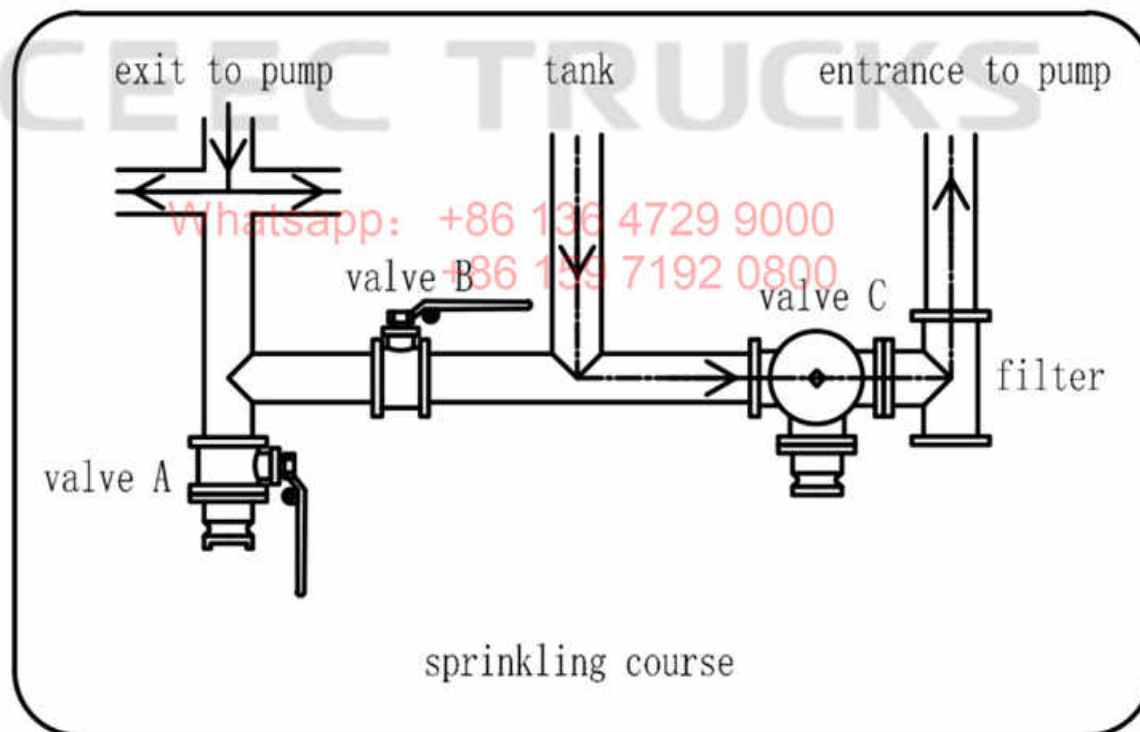 CEEC TRUCKS
exit to pump
tank
entrance to pump
Whatsapp: +86 136 4729 9000
+86 159 7192 0800
valve B
valve C
filter
valve A
sprinkling course